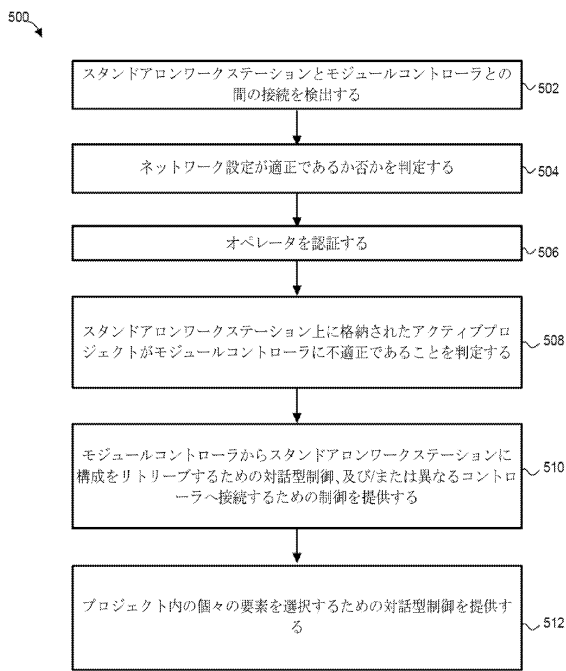 500
スタンドアロンワークステーションとモジュールコントローラとの
間の接続を検出する
502
ネットワーク設定が適正であるか否かを判定する
504
オペレータを認証する
506
スタンドアロンワークステーション上に格納されたアクティブプロ
ジェクトがモジュールコントローラに不適正であることを判定する
508
モジュールコントローラからスタンドアロンワークステーションに
構成をリトリーブするための対話型制御、及び/または異なるコントロ
ーラへ接続するための制御を提供する
510
プロジェクト内の個々の要素を選択するための対話型制御を提供す
る
512